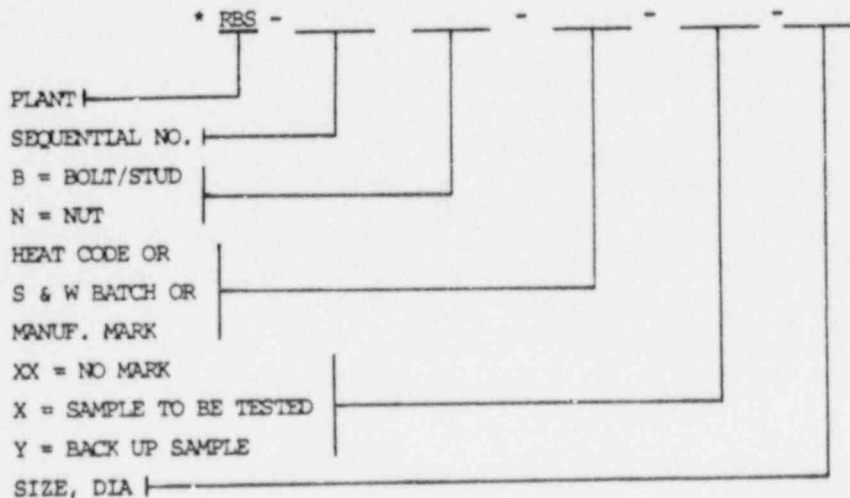 * RBS - ____ ____ - ____ - ____ - ____
PLANT
SEQUENTIAL NO.
B = BOLT/STUD
N = NUT
HEAT CODE OR
S & W BATCH OR
MANUF. MARK
XX = NO MARK
X = SAMPLE TO BE TESTED
Y = BACK UP SAMPLE
SIZE, DIA